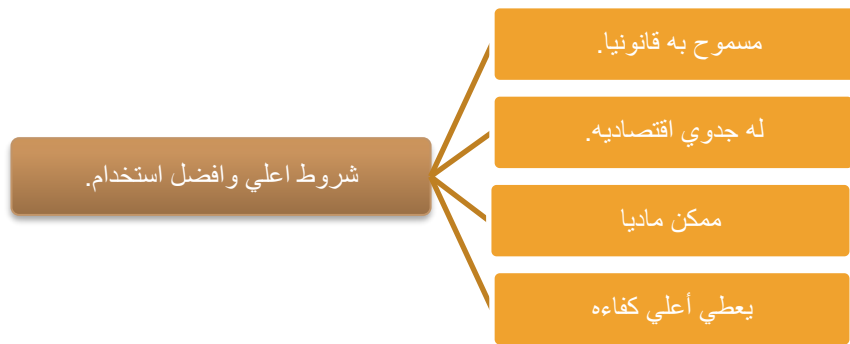 شروط اعلي وافضل استخدام.
مسموح به قانونيا.
له جدوي اقتصاديه.
ممكن ماديا
يعطي أعلي كفاءه